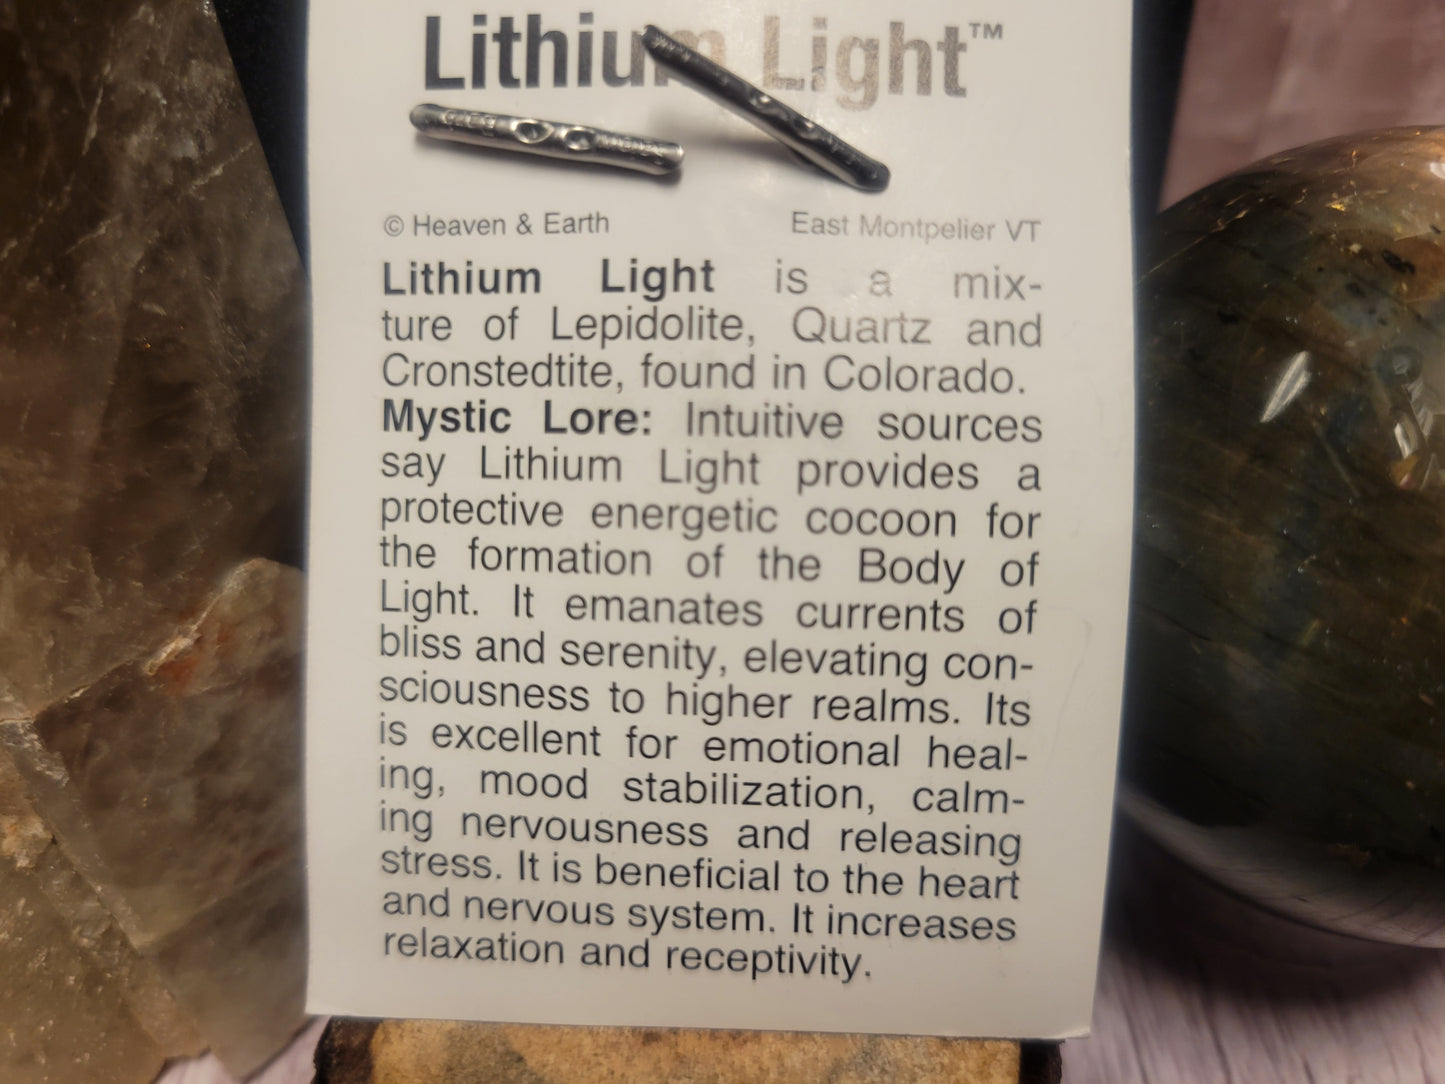 Lithium Light™
© Heaven & Earth East Montpelier VT
Lithium Light is a mix-
ture of Lepidolite, Quartz and
Cronstedtite, found in Colorado.
Mystic Lore: Intuitive sources
say Lithium Light provides a
protective energetic cocoon for
the formation of the Body of
Light. It emanates currents of
bliss and serenity, elevating con-
sciousness to higher realms. Its
is excellent for emotional heal-
ing, mood stabilization, calm-
ing nervousness and releasing
stress. It is beneficial to the heart
and nervous system. It increases
relaxation and receptivity.